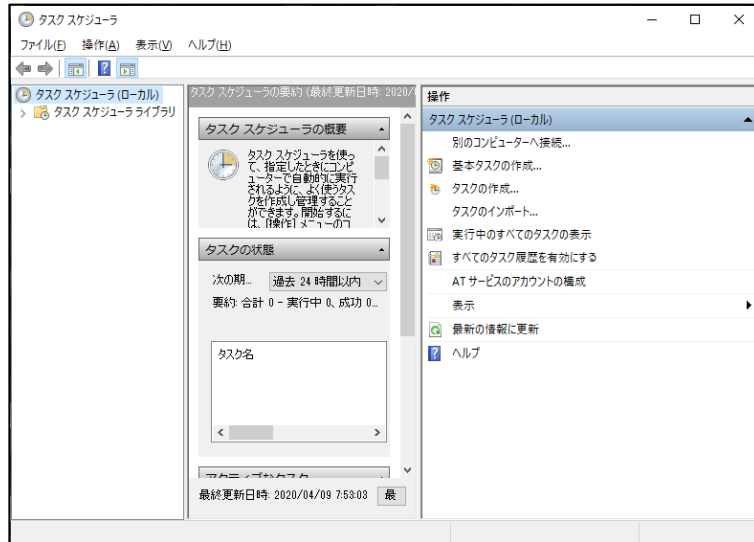 タスク スケジューラ
ファイル(F) 操作(A) 表示(V) ヘルプ(H)
タスク スケジューラ (ローカル)
タスク スケジューラ ライブラリ
タスク スケジューラの要約 (最終更新日時: 2020/
タスク スケジューラの概要
タスク スケジューラを使っ
て、指定したときにコンピ
ューターで自動的に実行
されるように、よく使うタス
クを作成し管理すること
ができます。開始するに
は、[操作] メニューのコ
タスクの状態
次の期... 過去 24 時間以内
要約: 合計 0 - 実行中 0、成功 0...
タスク名
アクティブなタスク
最終更新日時: 2020/04/09 7:53:03 最
操作
タスク スケジューラ (ローカル)
別のコンピューターへ接続...
基本タスクの作成...
タスクの作成...
タスクのインポート...
実行中のすべてのタスクの表示
すべてのタスク履歴を有効にする
AT サービスのアカウントの構成
表示
最新の情報に更新
ヘルプ